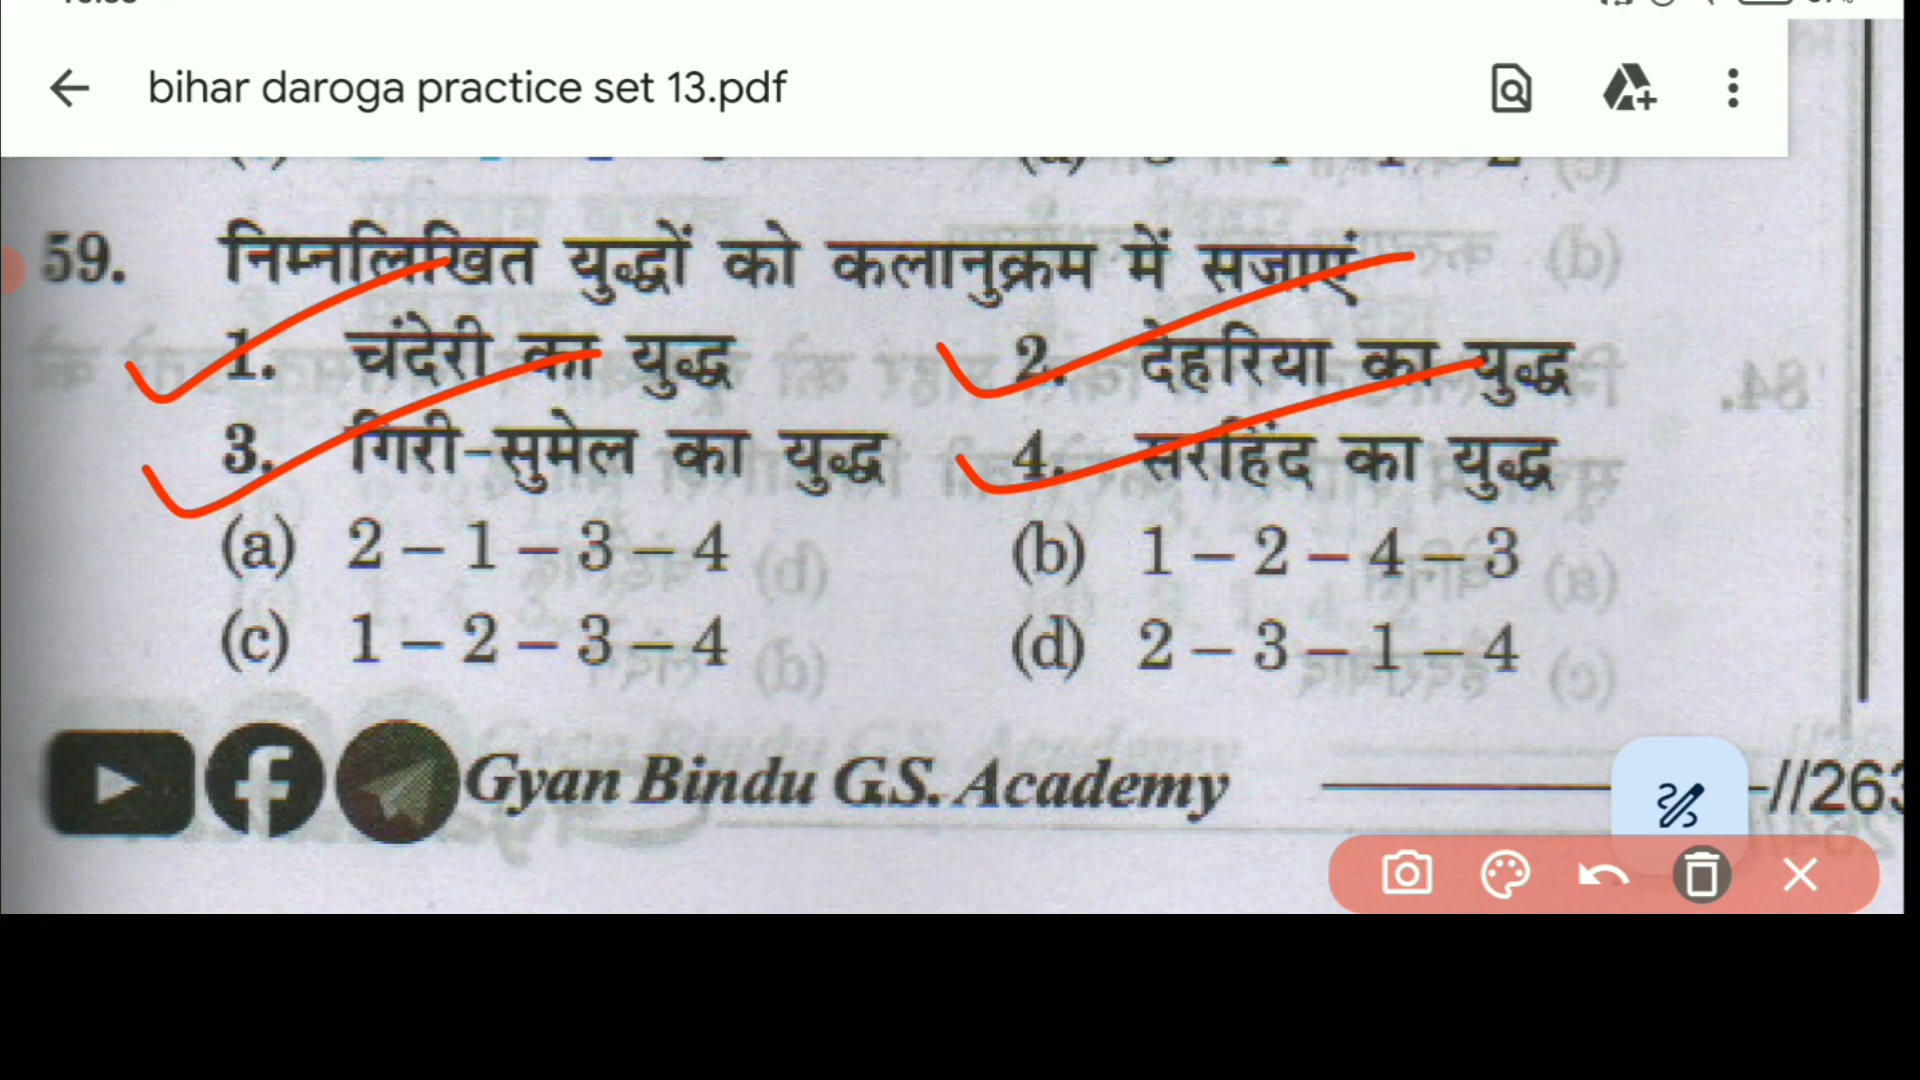 bihar daroga practice set 13.pdf
59. निम्नलिखित युद्धों को कलानुक्रम में सजाएं
1. चंदेरी का युद्ध 2. देहरिया का युद्ध
3. गिरी-सुमेल का युद्ध 4. सरहिंद का युद्ध
(a) 2 – 1 – 3 – 4 (b) 1 – 2 – 4 – 3
(c) 1 – 2 – 3 – 4 (d) 2 – 3 – 1 – 4
Gyan Bindu G.S. Academy //263